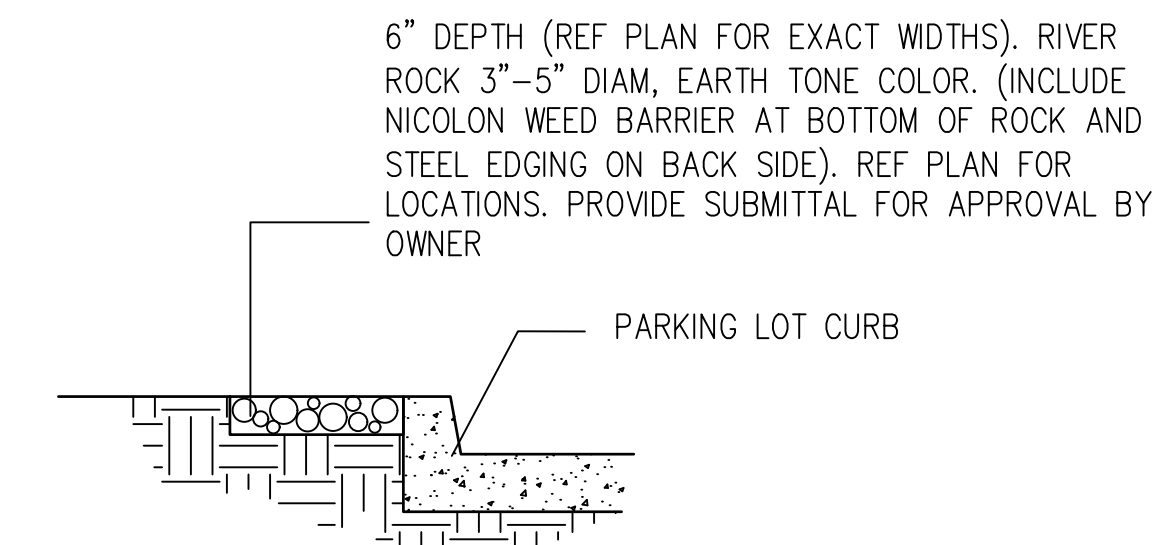 6” DEPTH (REF PLAN FOR EXACT WIDTHS). RIVER
ROCK 3”–5” DIAM, EARTH TONE COLOR. (INCLUDE
NICOLON WEED BARRIER AT BOTTOM OF ROCK AND
STEEL EDGING ON BACK SIDE). REF PLAN FOR
LOCATIONS. PROVIDE SUBMITTAL FOR APPROVAL BY
OWNER
PARKING LOT CURB